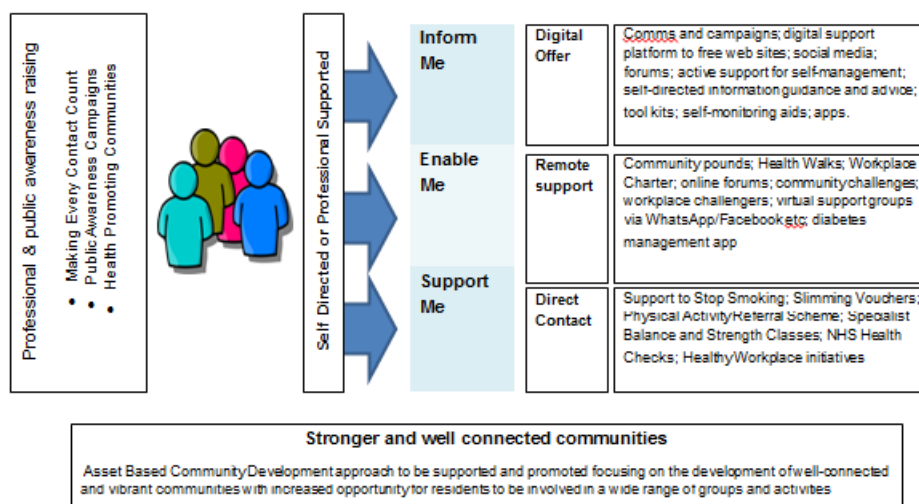 Professional & public awareness raising
• Making Every Contact Count
• Public Awareness Campaigns
• Health Promoting Communities
Self Directed or Professional Supported
Inform
Me
Digital
Offer
Comms and campaigns; digital support
platform to free web sites; social media;
forums; active support for self-management;
self-directed information guidance and advice;
tool kits; self-monitoring aids; apps.
Enable
Me
Remote
support
Community pounds; Health Walks; Workplace
Charter; online forums; community challenges;
workplace challengers; virtual support groups
via WhatsApp/Facebook etc; diabetes
management app
Support
Me
Direct
Contact
Support to Stop Smoking; Slimming Vouchers;
Physical Activity Referral Scheme; Specialist
Balance and Strength Classes; NHS Health
Checks; Healthy Workplace initiatives
Stronger and well connected communities
Asset Based Community Development approach to be supported and promoted focusing on the development of well-connected
and vibrant communities with increased opportunity for residents to be involved in a wide range of groups and activities